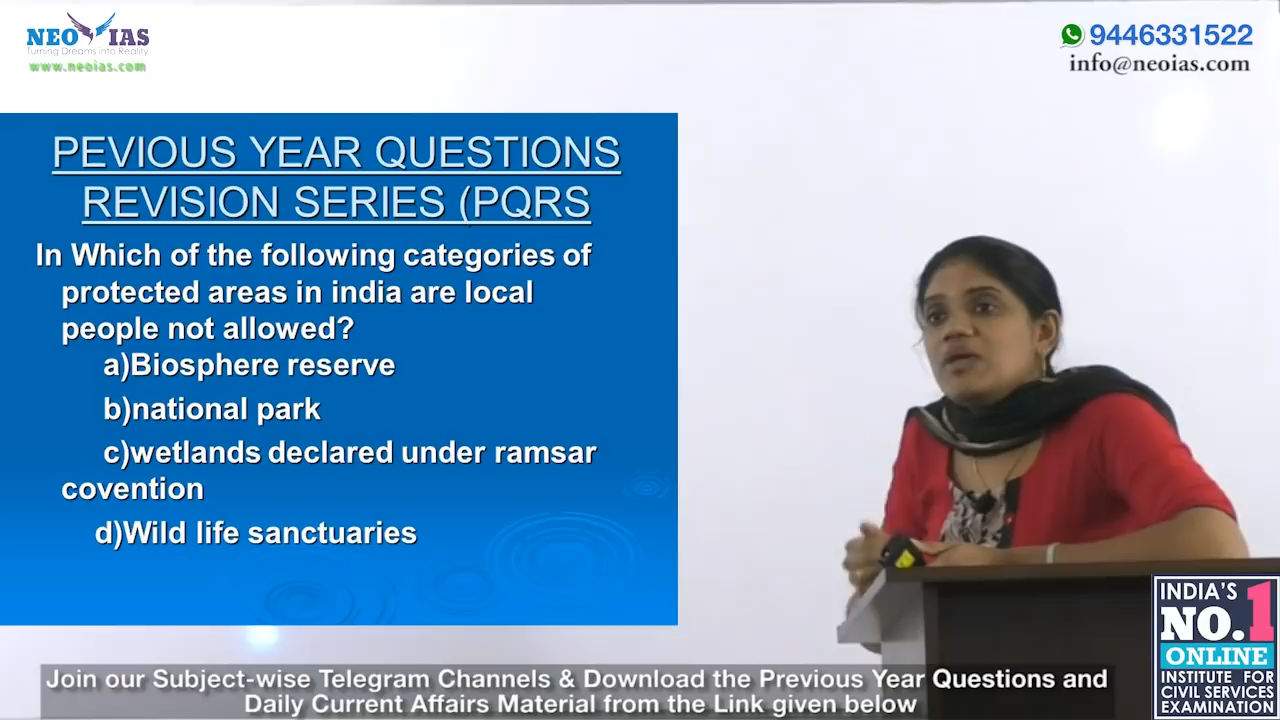 NEO IAS
Turning Dreams into Reality
www.neoias.com
9446331522
info@neoias.com
PEVIOUS YEAR QUESTIONS
REVISION SERIES (PQRS
In Which of the following categories of
protected areas in india are local
people not allowed?
a)Biosphere reserve
b)national park
c)wetlands declared under ramsar
covention
d)Wild life sanctuaries
INDIA'S
NO.1
ONLINE
INSTITUTE FOR
CIVIL SERVICES
EXAMINATION
Join our Subject-wise Telegram Channels & Download the Previous Year Questions and
Daily Current Affairs Material from the Link given below